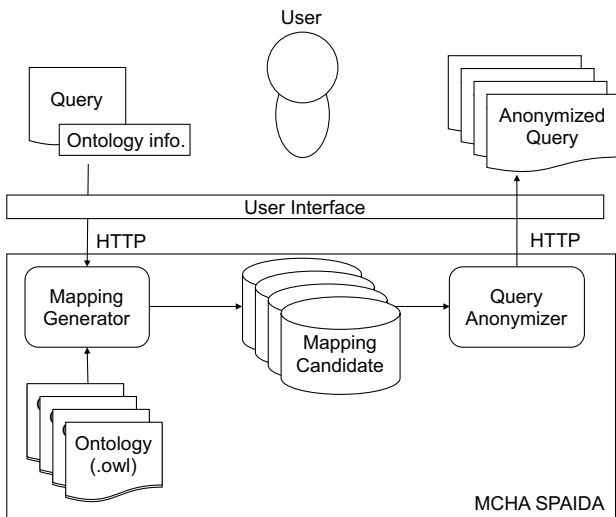 User
Query
Ontology info.
Anonymized
Query
User Interface
HTTP
HTTP
Mapping
Generator
Mapping
Candidate
Query
Anonymizer
Ontology
(.owl)
MCHA SPAIDA